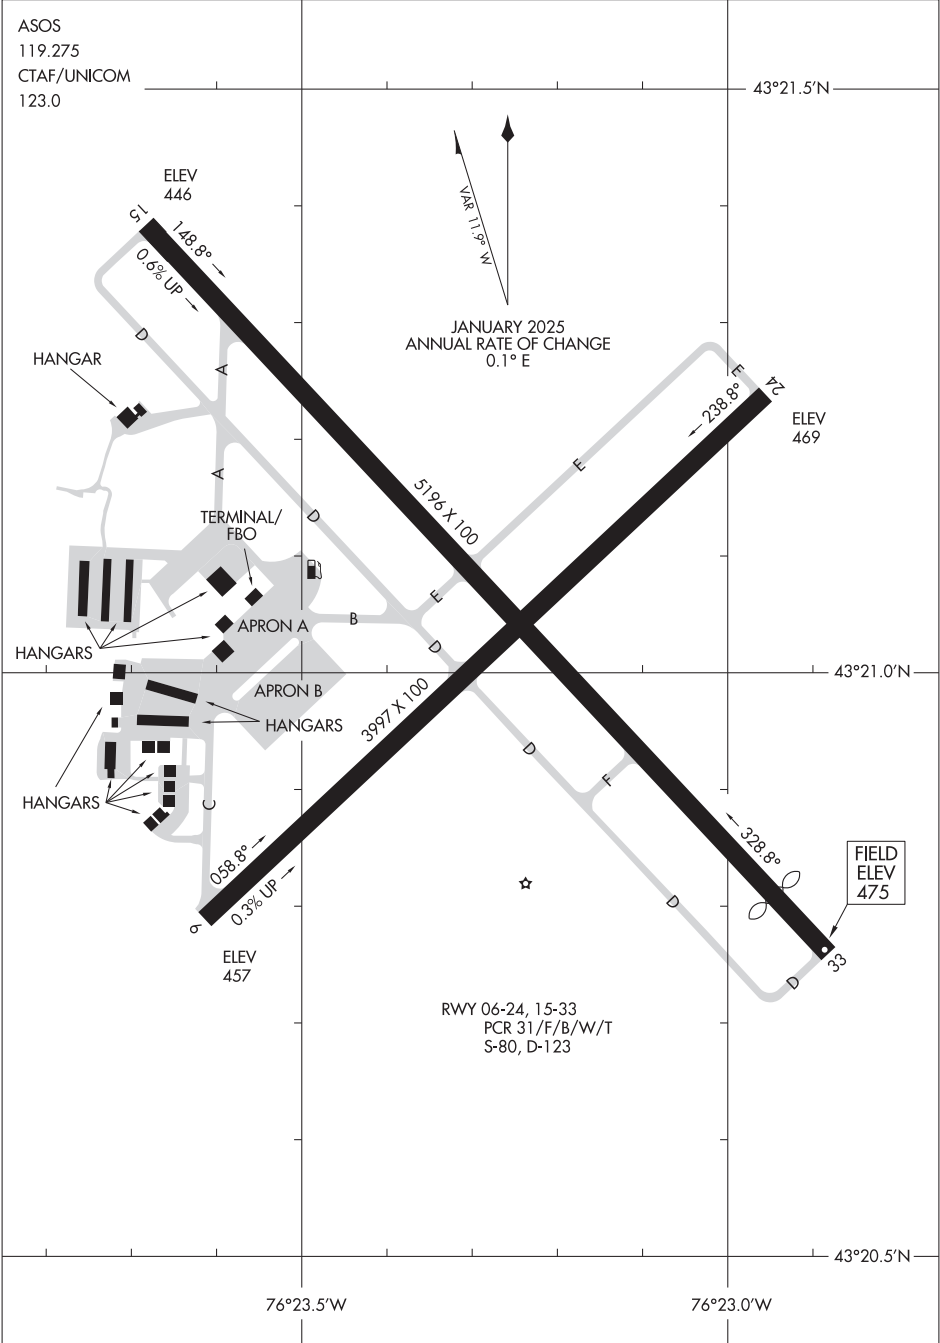 ASOS
119.275
CTAF/UNICOM
123.0
43°21.5'N
ELEV
446
15
148.8°
0.6% UP
VAR 11.9° W
JANUARY 2025
ANNUAL RATE OF CHANGE
0.1° E
D
HANGAR
A
E
24
238.8°
ELEV
469
A
E
5196 X 100
D
TERMINAL/
FBO
E
B
APRON A
D
HANGARS
43°21.0'N
APRON B
3997 X 100
HANGARS
D
F
HANGARS
C
328.8°
058.8°
0.3% UP
FIELD
ELEV
475
D
6
ELEV
457
33
D
RWY 06-24, 15-33
PCR 31/F/B/W/T
S-80, D-123
43°20.5'N
76°23.5'W
76°23.0'W